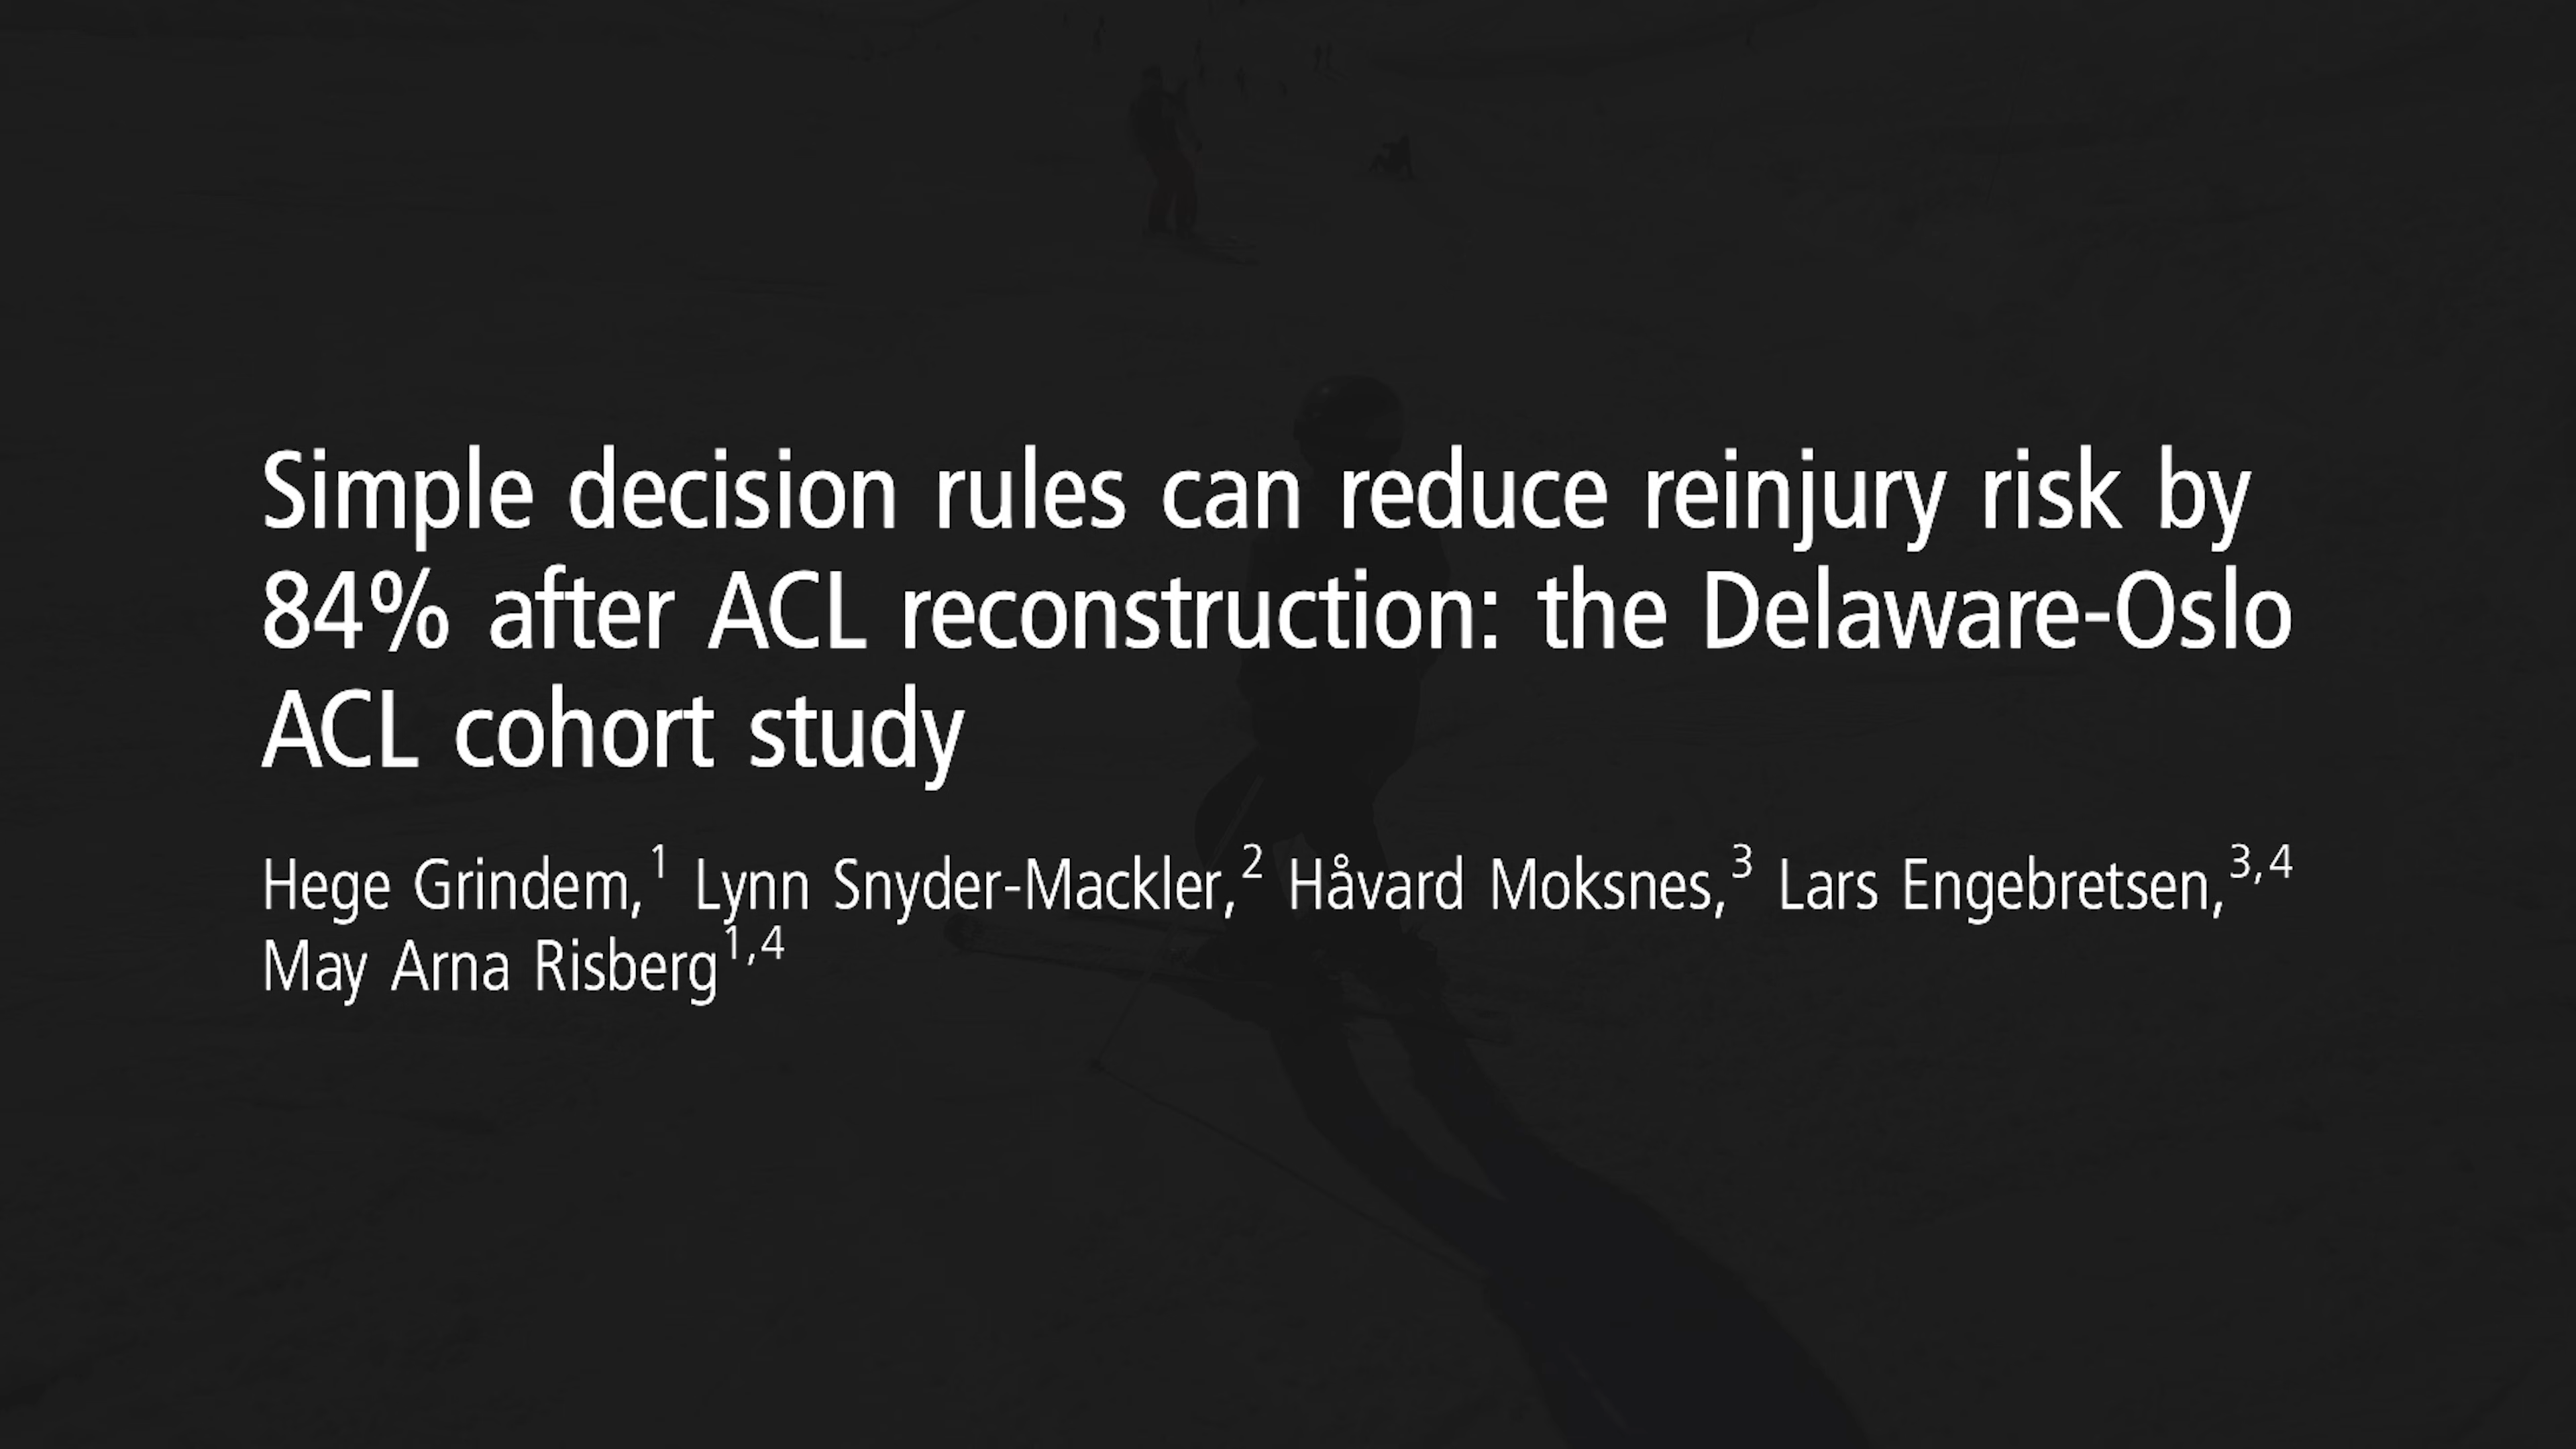 Simple decision rules can reduce reinjury risk by
84% after ACL reconstruction: the Delaware-Oslo
ACL cohort study
Hege Grindem,¹ Lynn Snyder-Mackler,² Håvard Moksnes,³ Lars Engebretsen,³,⁴
May Arna Risberg¹,⁴